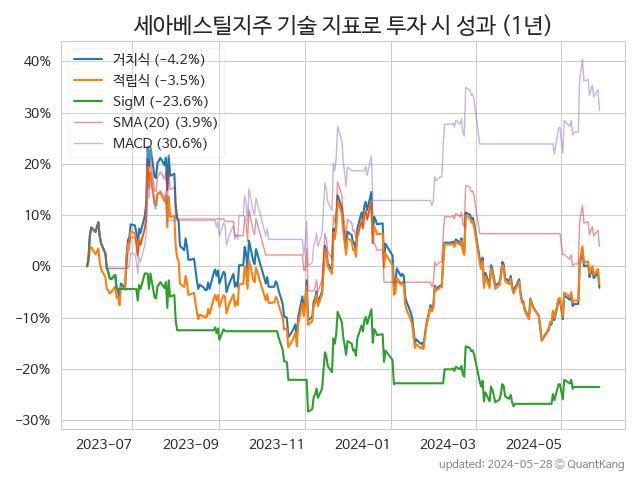 세아베스틸지주 기술 지표로 투자 시 성과 (1년)
거치식 (−4.2%)
적립식 (−3.5%)
SigM (−23.6%)
SMA(20) (3.9%)
MACD (30.6%)
40%
30%
20%
10%
0%
−10%
−20%
−30%
2023-07 2023-09 2023-11 2024-01 2024-03 2024-05
updated: 2024-05-28 © QuantKang